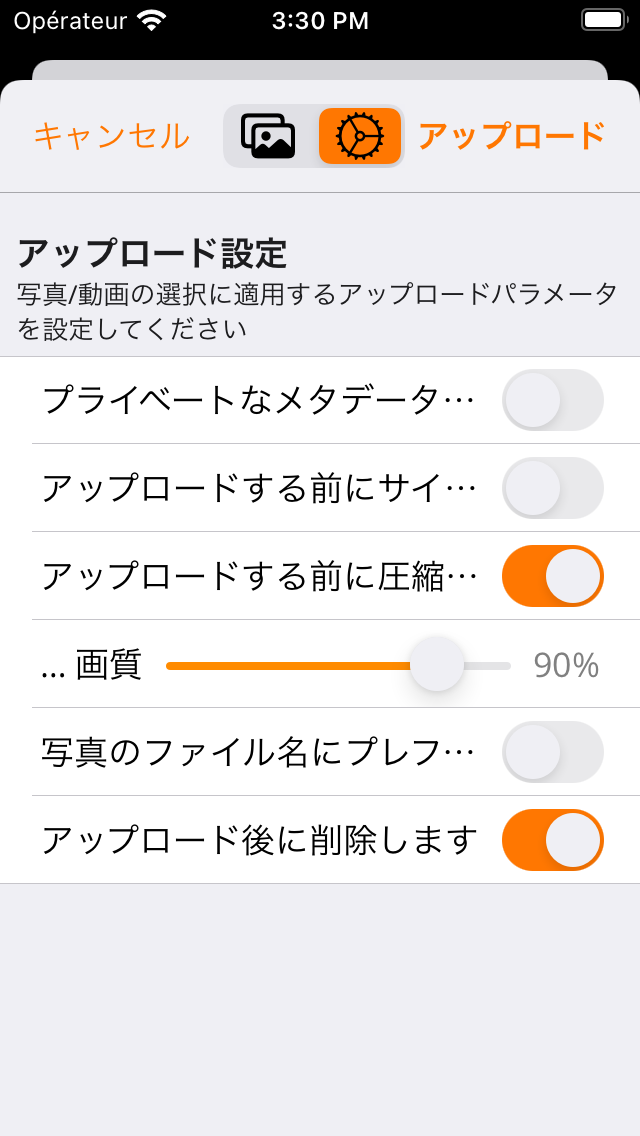 Opérateur 3:30 PM
キャンセル アップロード
アップロード設定
写真/動画の選択に適用するアップロードパラメータ
を設定してください
プライベートなメタデータ…
アップロードする前にサイ…
アップロードする前に圧縮…
... 画質 90%
写真のファイル名にプレフ…
アップロード後に削除します